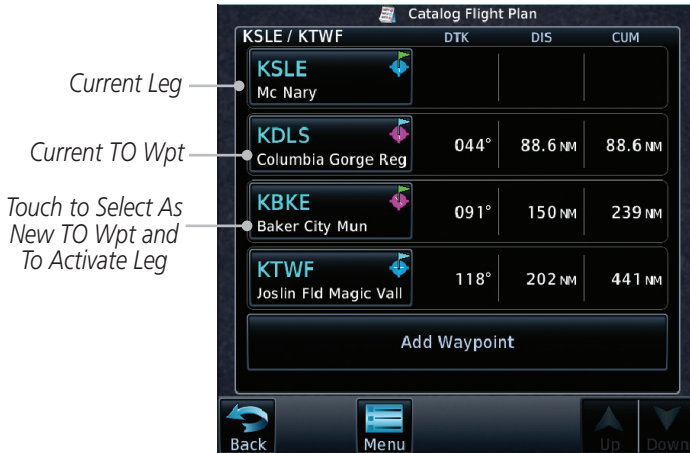 Catalog Flight Plan
KSLE / KTWF DTK DIS CUM
Current Leg
KSLE
Mc Nary
Current TO Wpt
KDLS
Columbia Gorge Reg
044° 88.6 NM 88.6 NM
Touch to Select As
New TO Wpt and
To Activate Leg
KBKE
Baker City Mun
091° 150 NM 239 NM
KTWF
Joslin Fld Magic Vall
118° 202 NM 441 NM
Add Waypoint
Back Menu Up Down